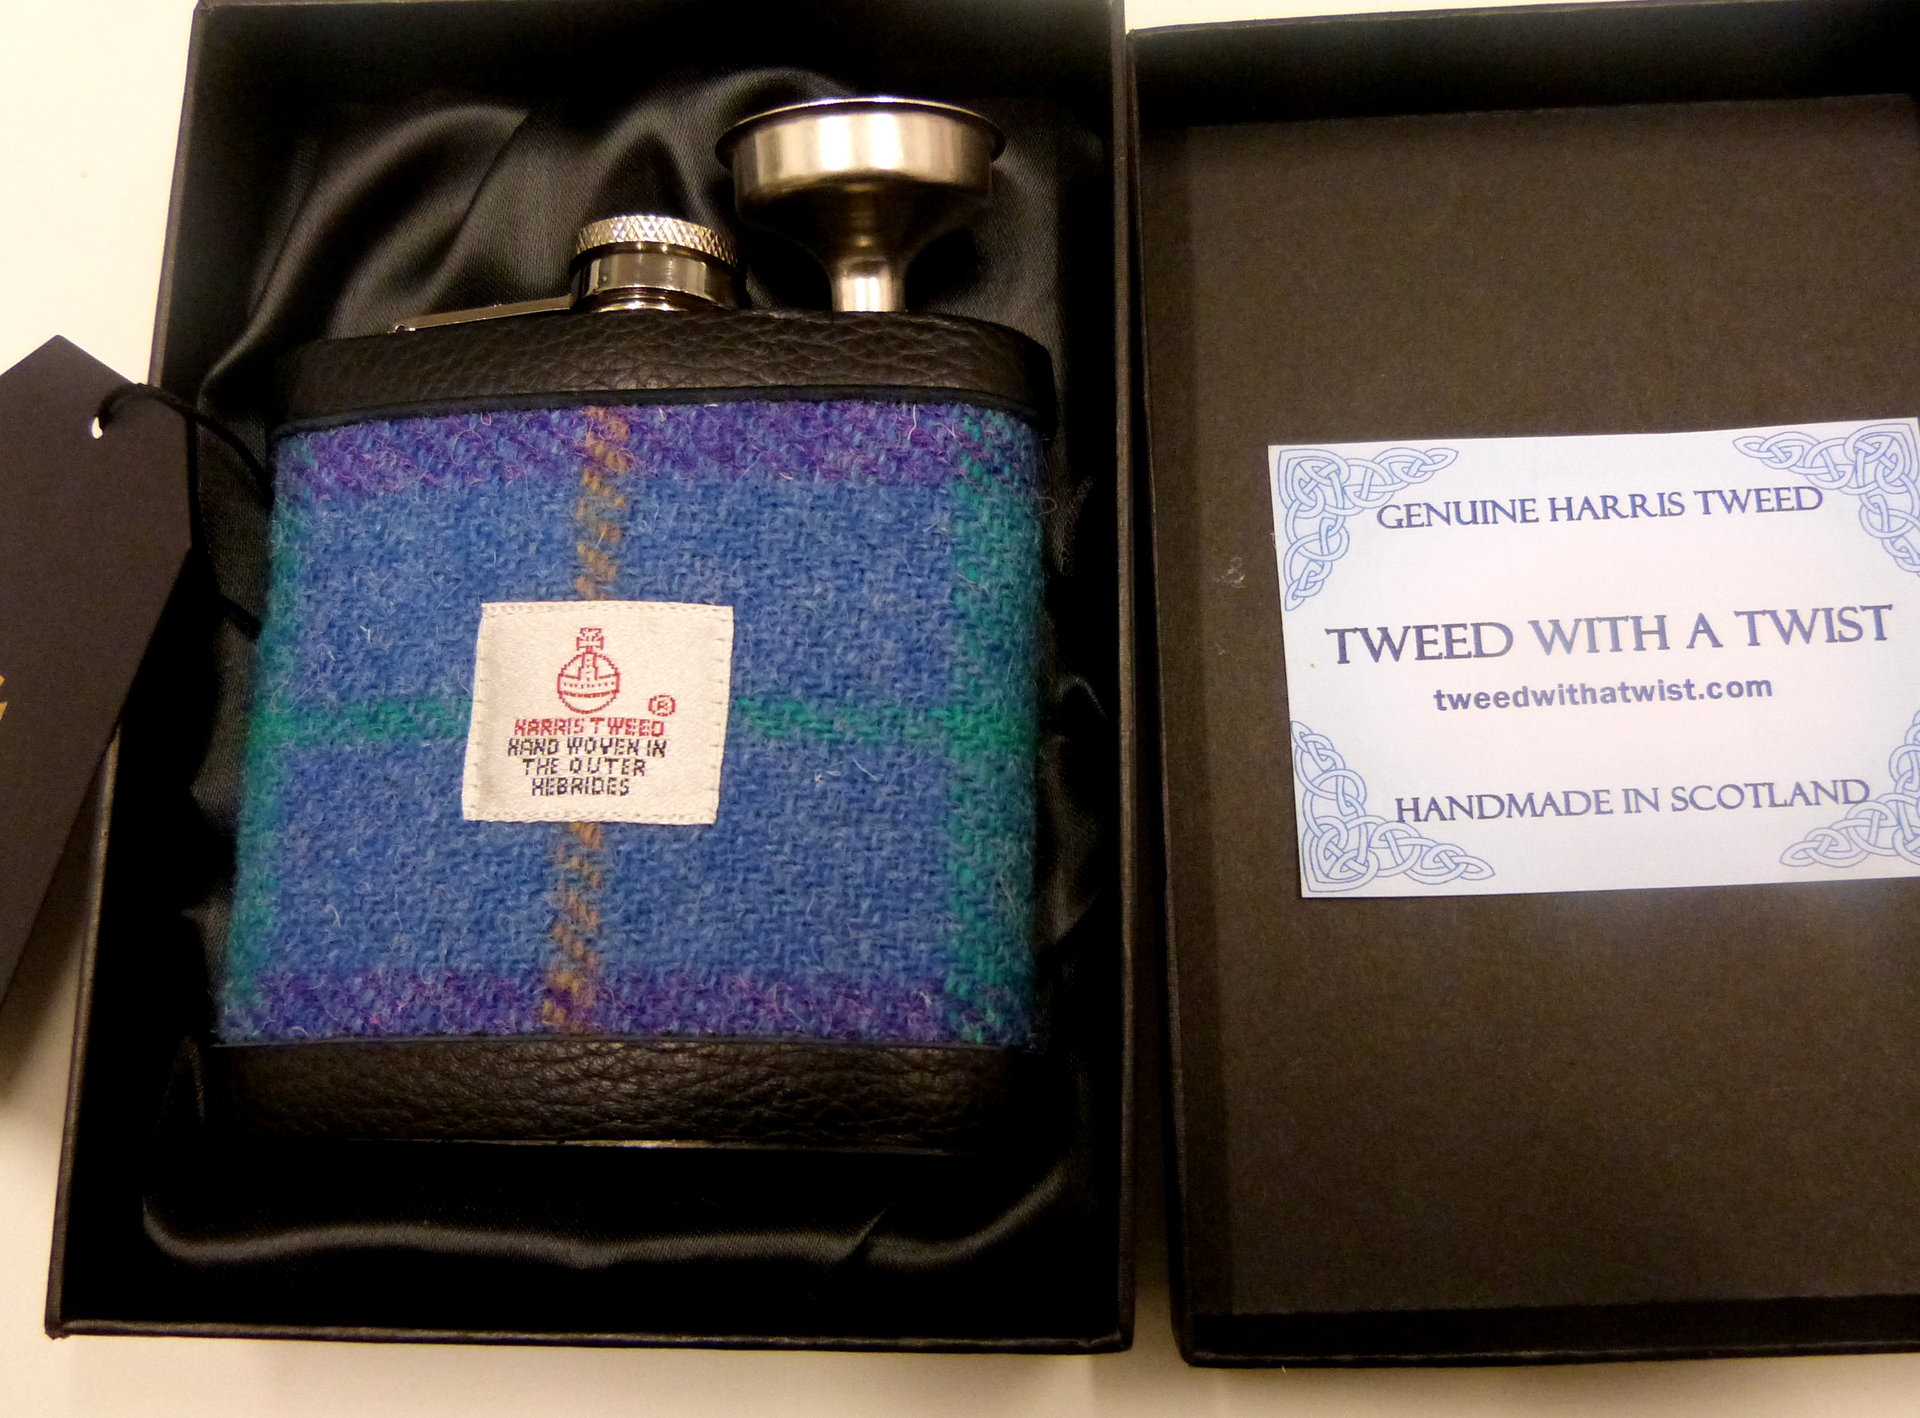 HARRIS TWEED ®
HAND WOVEN IN
THE OUTER
HEBRIDES
GENUINE HARRIS TWEED
TWEED WITH A TWIST
tweedwithatwist.com
HANDMADE IN SCOTLAND